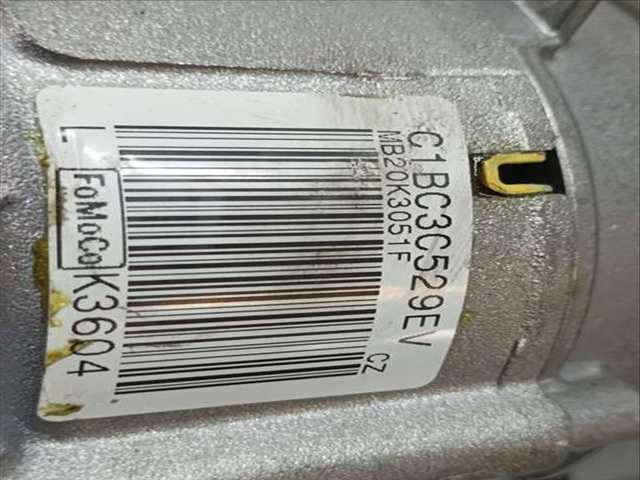 C1BC3C529EV
MB20K3051F
CZ
L FoMoCo K3604